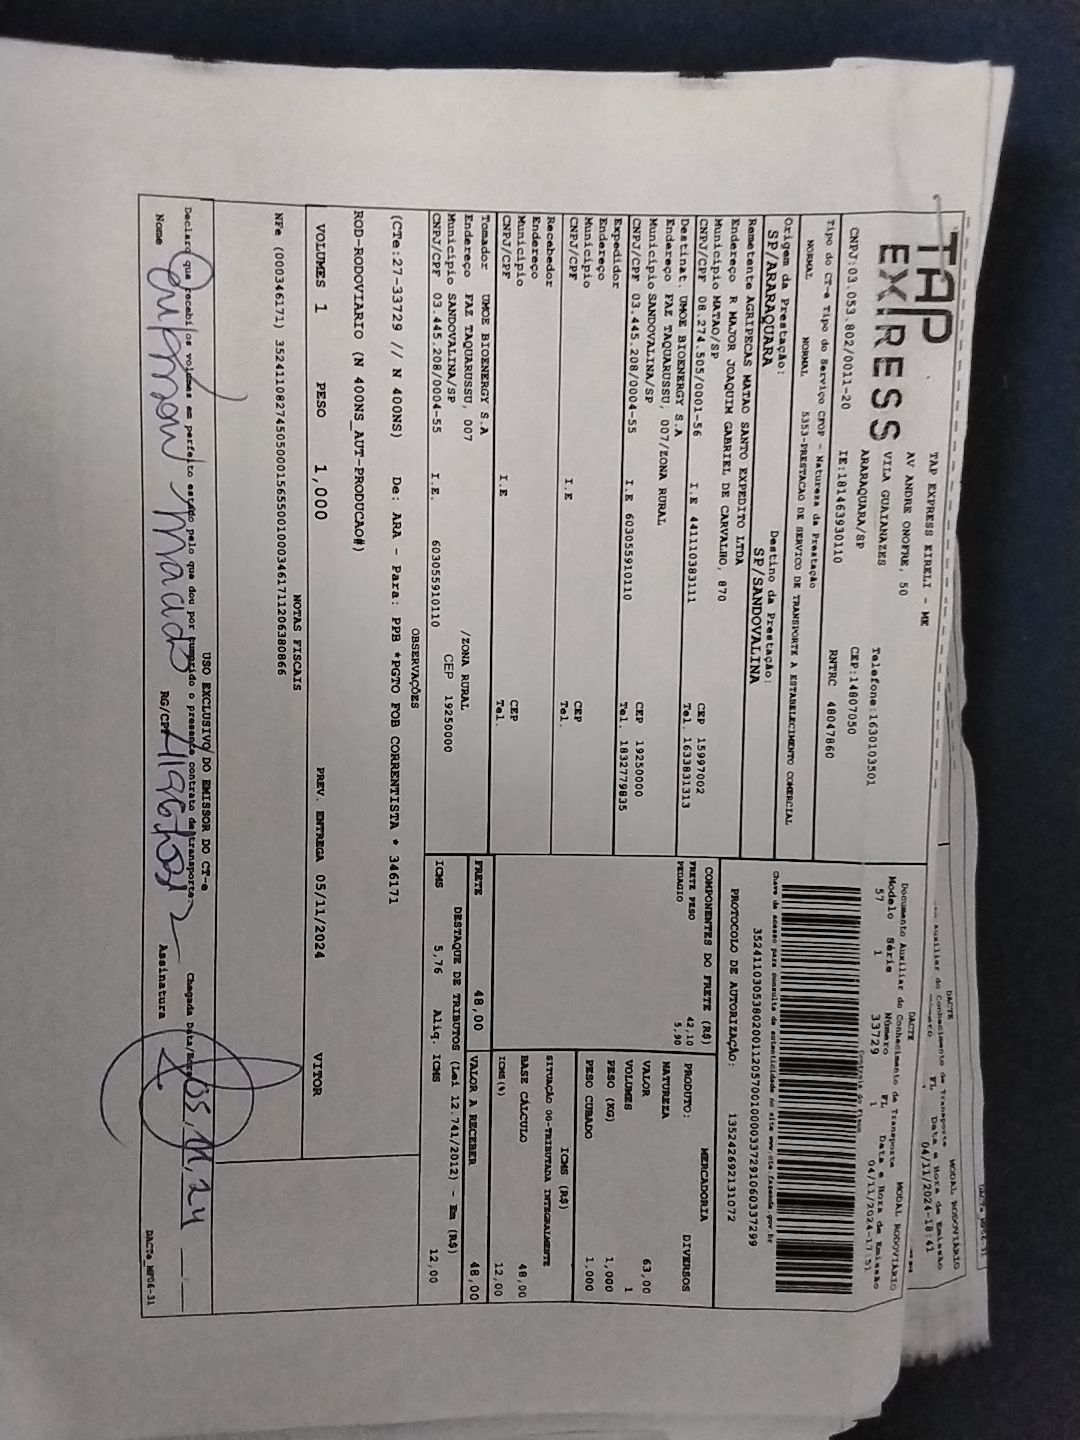 TAP
EXPRESS
TAP EXPRESS EIRELI - ME
AV ANDRE ONOFRE, 50
VILA GUAIANAZES
ARARAQUARA/SP
Telefone:1630103501
CEP:14807050
CNPJ:03.053.802/0011-20 IE:181463930110 RNTRC 48047860
DACTE MODAL RODOVIÁRIO
Documento Auxiliar do Conhecimento de Transporte
Modelo Série Número FL Data e Hora de Emissão
57 1 33729 1 04/11/2024-17:51
Tipo do CT-e Tipo do Serviço CFOP - Natureza da Prestação
NORMAL NORMAL 5353-PRESTACAO DE SERVICO DE TRANSPORTE A ESTABELECIMENTO COMERCIAL
Controle do Fisco
Chave de acesso para consulta de autenticidade no site www.cte.fazenda.gov.br
35241103053802001120570010000337291060337299
PROTOCOLO DE AUTORIZAÇÃO: 135242692131072
Origem da Prestação: Destino da Prestação:
SP/ARARAQUARA SP/SANDOVALINA
Remetente AGRIPECAS MATAO SANTO EXPEDITO LTDA
Endereço R MAJOR JOAQUIM GABRIEL DE CARVALHO, 870
Município MATAO/SP CEP 15997002
CNPJ/CPF 08.274.505/0001-56 I.E 441110383111 Tel. 1633831313
Destinat. UMOE BIOENERGY S.A
Endereço FAZ TAQUARUSSU, 007/ZONA RURAL
Município SANDOVALINA/SP CEP 19250000
CNPJ/CPF 03.445.208/0004-55 I.E 603055910110 Tel. 1832779835
Expedidor
Endereço
Município CEP
CNPJ/CPF I.E Tel.
Recebedor
Endereço
Município CEP
CNPJ/CPF I.E Tel.
Tomador UMOE BIOENERGY S.A
Endereço FAZ TAQUARUSSU, 007 /ZONA RURAL
Município SANDOVALINA/SP CEP 19250000
CNPJ/CPF 03.445.208/0004-55 I.E. 603055910110
COMPONENTES DO FRETE (R$)
FRETE PESO 42,10
PEDAGIO 5,90
MERCADORIA
PRODUTO: DIVERSOS
NATUREZA
VALOR 63,00
VOLUMES 1
PESO (KG) 1,000
PESO CUBADO 1,000
ICMS (R$)
SITUAÇÃO 00-TRIBUTADA INTEGRALMENTE
BASE CÁLCULO 48,00
ICMS(%) 12,00
FRETE 48,00 VALOR A RECEBER 48,00
DESTAQUE DE TRIBUTOS (Lei 12.741/2012) - Em (R$)
ICMS 5,76 Aliq. ICMS 12,00
OBSERVAÇÕES
(CTe:27-33729 // N 400NS) De: ARA - Para: PPB *PGTO FOB CORRENTISTA * 346171
ROD-RODOVIARIO (N 400NS_AUT-PRODUCAO#)
VOLUMES 1 PESO 1,000 PREV. ENTREGA 05/11/2024 VITOR
NOTAS FISCAIS
NFe (000346171) 35241108274505000156550010003461711206380866
USO EXCLUSIVO DO EMISSOR DO CT-e
Declaro que recebi os volumes em perfeito estado pelo que dou por cumprido o presente contrato de transporte. Chegada Data/Hora 05,11,24
Nome RG/CPF Assinatura
DACTe_MP06-31